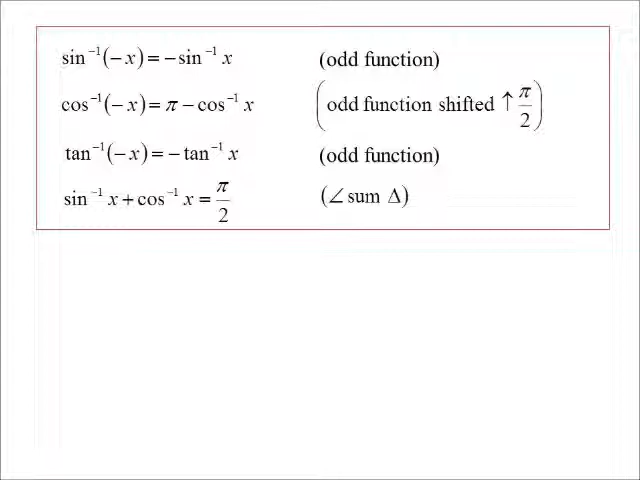 sin⁻¹(−x) = −sin⁻¹ x (odd function)
cos⁻¹(−x) = π − cos⁻¹ x (odd function shifted ↑ π/2)
tan⁻¹(−x) = −tan⁻¹ x (odd function)
sin⁻¹ x + cos⁻¹ x = π/2 (∠ sum Δ)